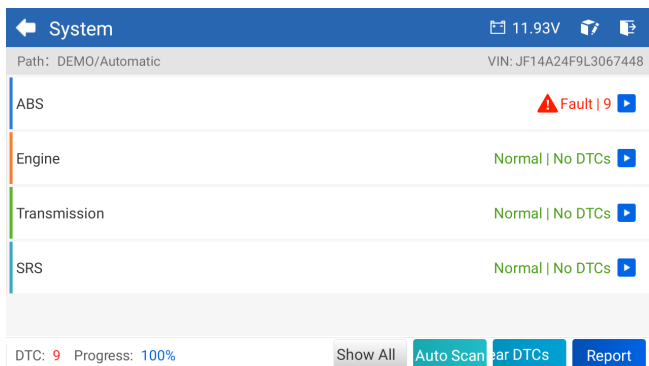 System 11.93V
Path: DEMO/Automatic VIN: JF14A24F9L3067448
ABS Fault | 9
Engine Normal | No DTCs
Transmission Normal | No DTCs
SRS Normal | No DTCs
DTC: 9 Progress: 100% Show All Auto Scan ear DTCs Report